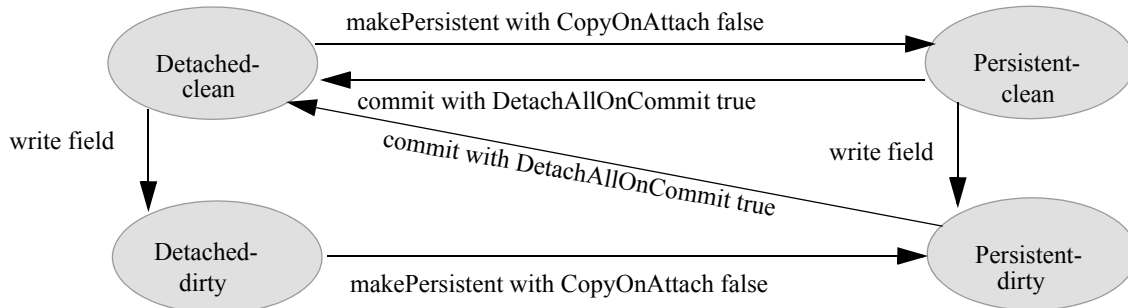 makePersistent with CopyOnAttach false
Detached-
clean
Persistent-
clean
commit with DetachAllOnCommit true
write field
commit with DetachAllOnCommit true
write field
Detached-
dirty
Persistent-
dirty
makePersistent with CopyOnAttach false